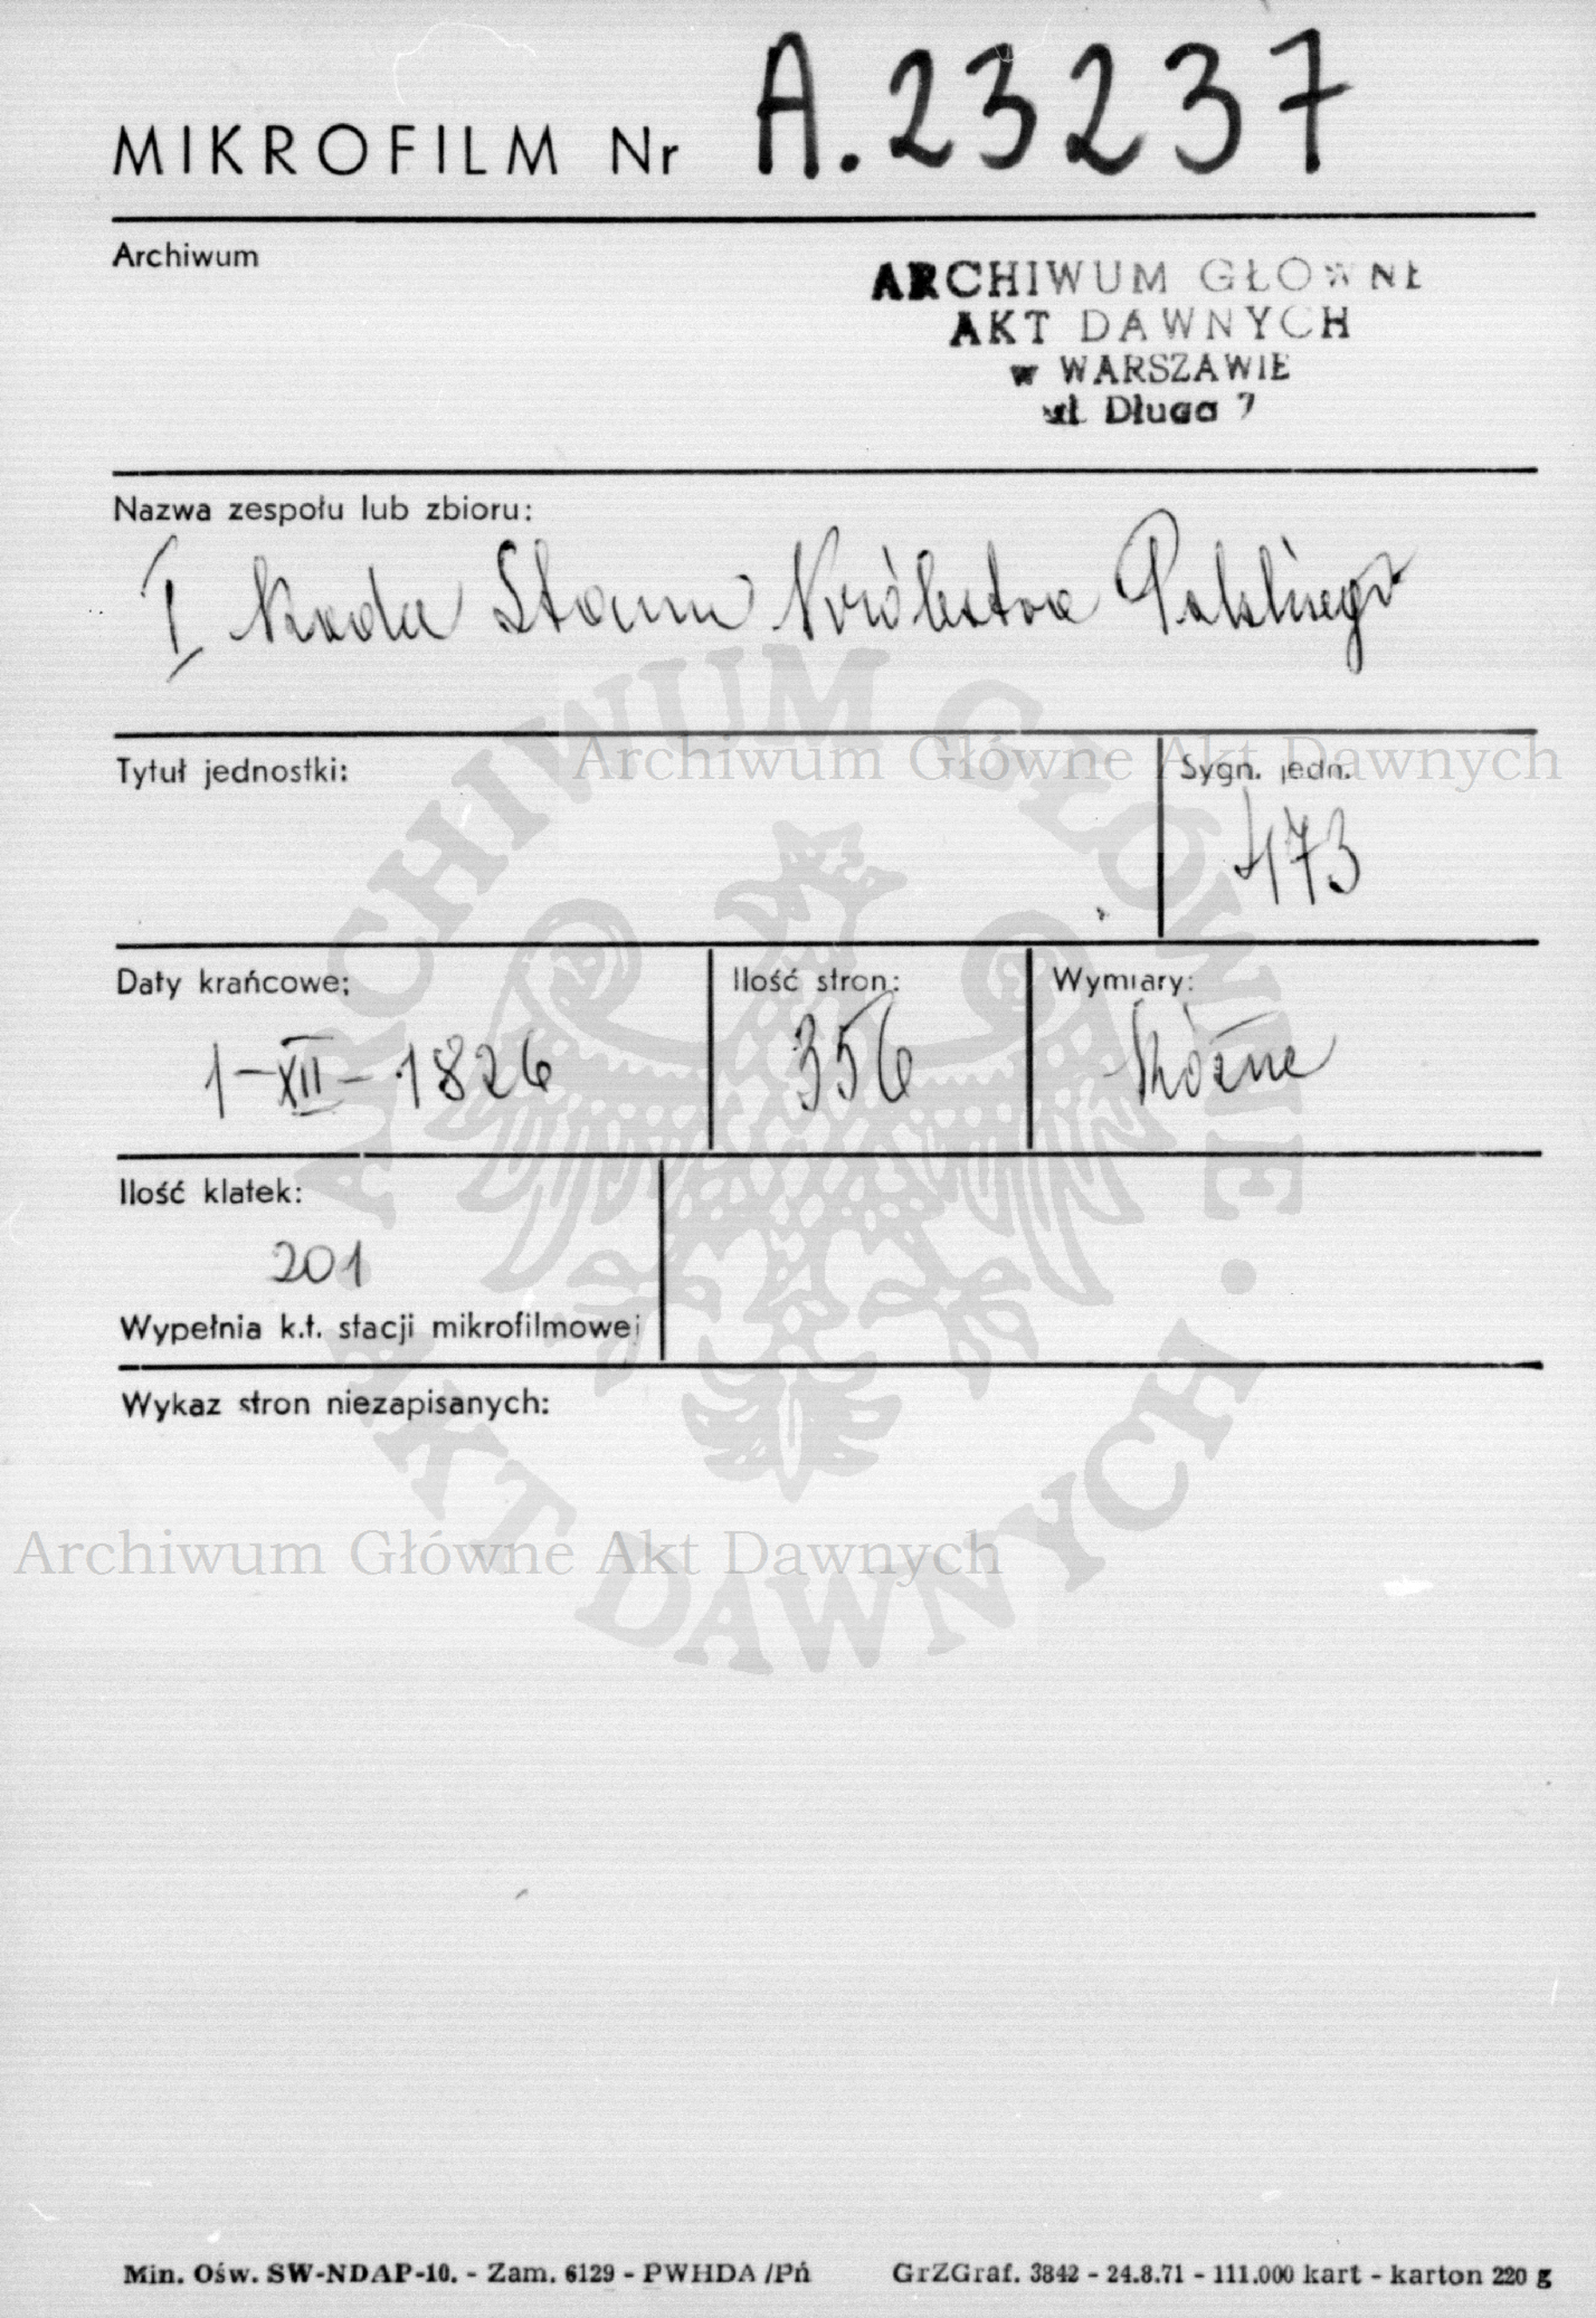 MIKROFILM Nr A.23237
Archiwum
ARCHIWUM GŁÓWNE
AKT DAWNYCH
w WARSZAWIE
ul. Długa 7
Nazwa zespołu lub zbioru:
I Rada Stanu Królestwa Polskiego
Archiwum Główne Akt Dawnych
Tytuł jednostki:
Sygn. jedn.
473
Daty krańcowe:
Ilość stron:
Wymiary:
1-XII-1826
356
Różne
Ilość klatek:
201
Wypełnia k.t. stacji mikrofilmowej
Wykaz stron niezapisanych:
Archiwum Główne Akt Dawnych
ARCHIWUM GŁÓWNE · AKT DAWNYCH ·
Min. Ośw. SW-NDAP-10. - Zam. 6129 - PWHDA /Pń GrZGraf. 3842 - 24.8.71 - 111.000 kart - karton 220 g